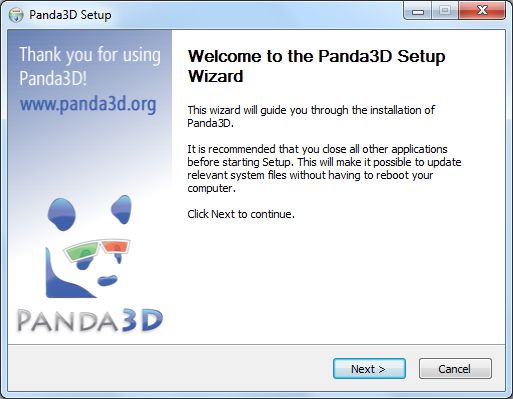 Panda3D Setup
Thank you for using
Panda3D!
www.panda3d.org
PANDA3D
Welcome to the Panda3D Setup
Wizard
This wizard will guide you through the installation of
Panda3D.
It is recommended that you close all other applications
before starting Setup. This will make it possible to update
relevant system files without having to reboot your
computer.
Click Next to continue.
Next >
Cancel